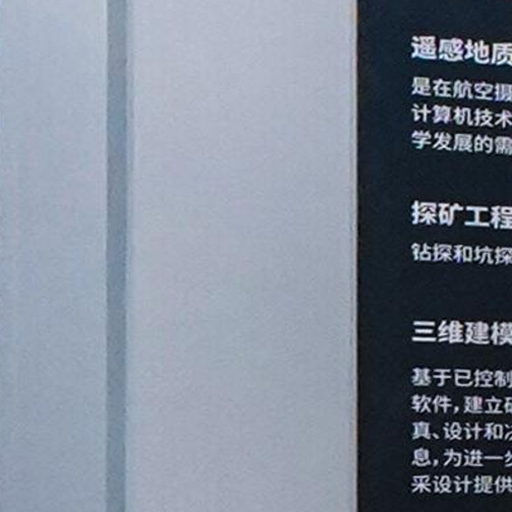 遥感地质
是在航空摄
计算机技术
学发展的需
探矿工程
钻探和坑探
三维建模
基于已控制
软件，建立矿
真、设计和决
息，为进一步
采设计提供